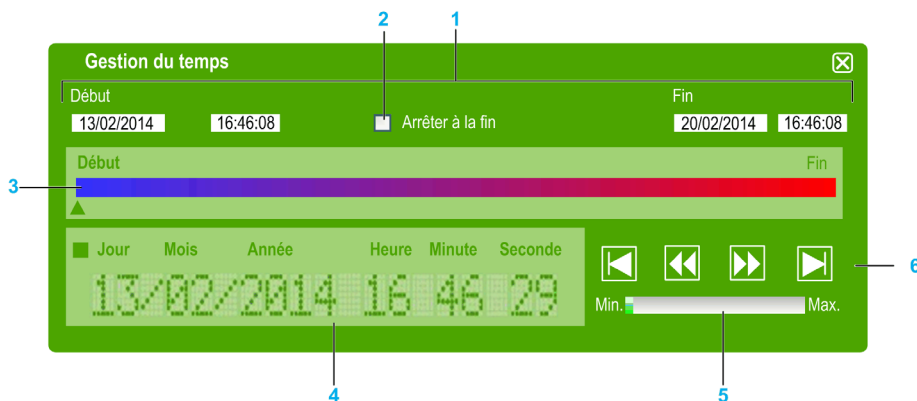 2 1
Gestion du temps
Début Fin
13/02/2014 16:46:08 Arrêter à la fin 20/02/2014 16:46:08
Début Fin
3
Jour Mois Année Heure Minute Seconde
13/02/2014 16 46 29
6
Min. Max.
4 5